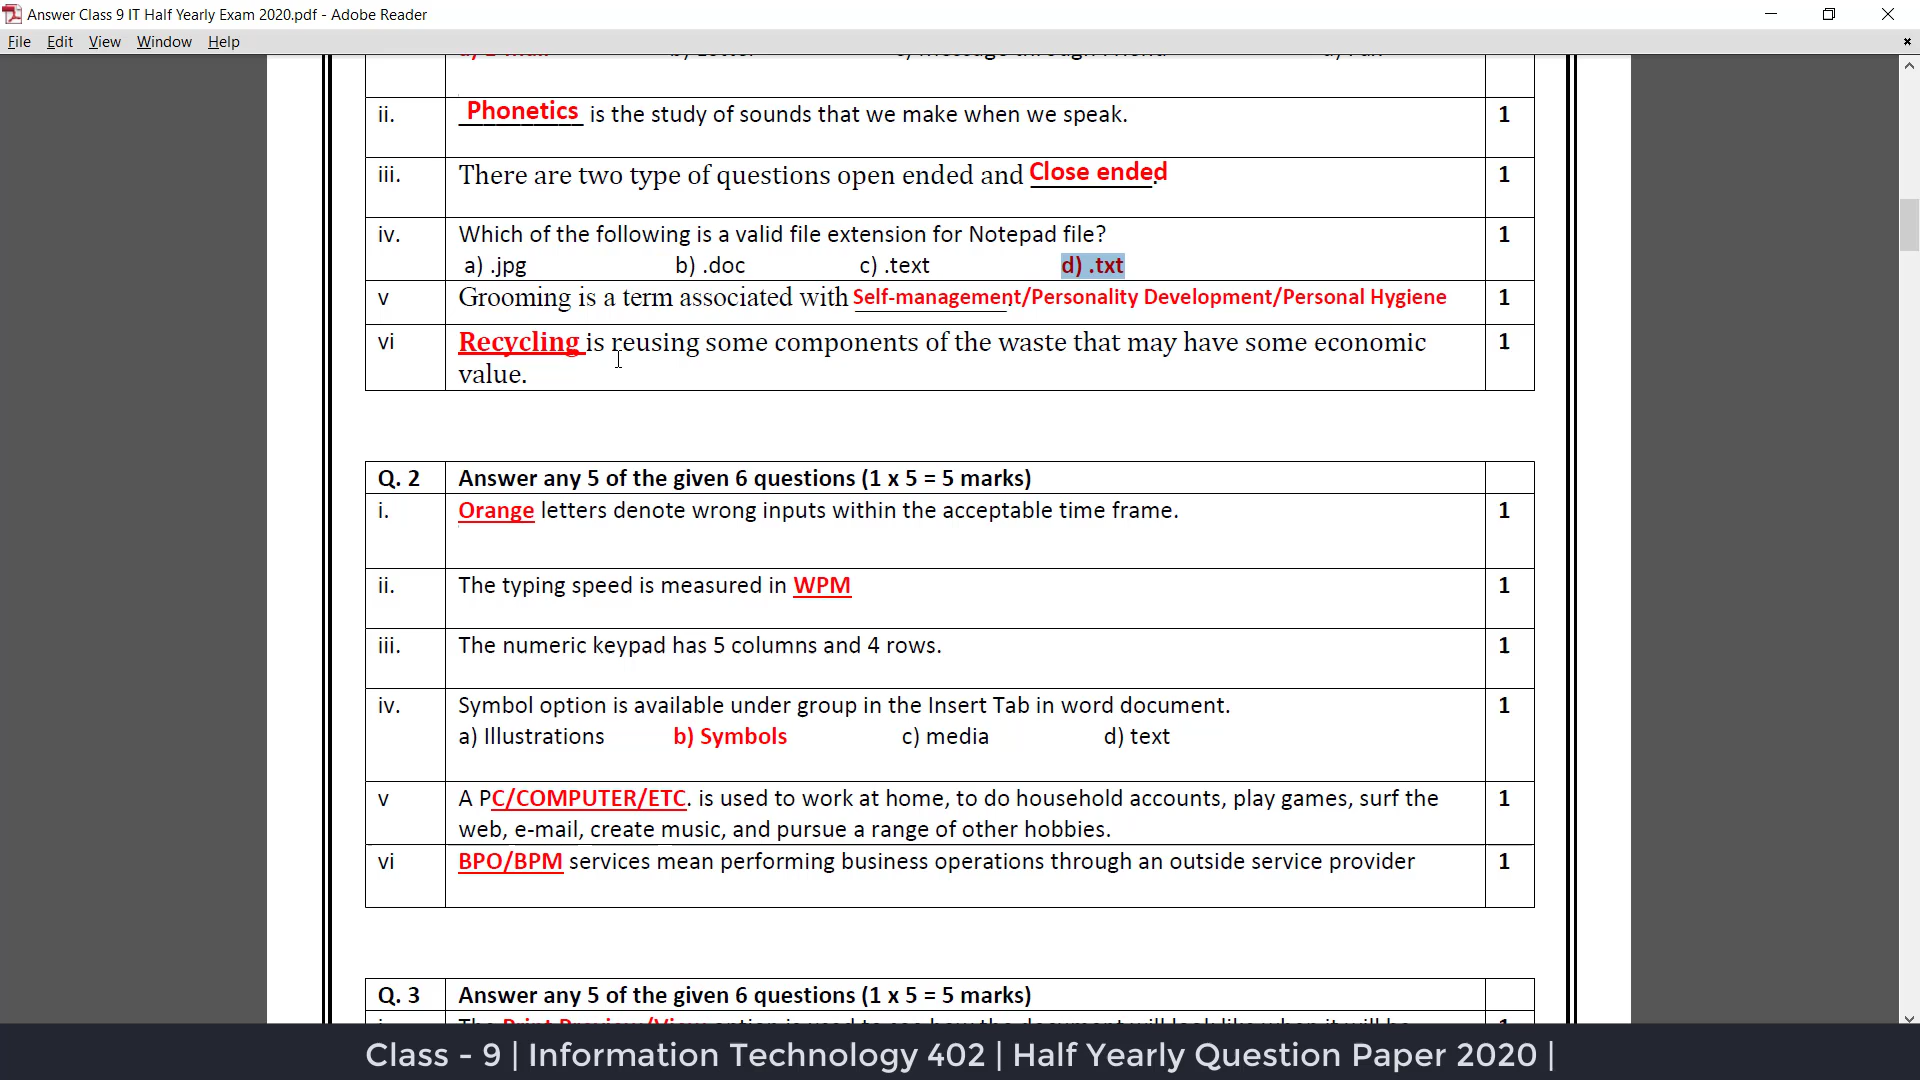 Answer Class 9 IT Half Yearly Exam 2020.pdf - Adobe Reader
File Edit View Window Help
ii. Phonetics is the study of sounds that we make when we speak. 1
iii. There are two type of questions open ended and Close ended. 1
iv. Which of the following is a valid file extension for Notepad file? 1
a) .jpg b) .doc c) .text d) .txt
v Grooming is a term associated with Self-management/Personality Development/Personal Hygiene 1
vi Recycling is reusing some components of the waste that may have some economic 1
value.
Q. 2 Answer any 5 of the given 6 questions (1 x 5 = 5 marks)
i. Orange letters denote wrong inputs within the acceptable time frame. 1
ii. The typing speed is measured in WPM 1
iii. The numeric keypad has 5 columns and 4 rows. 1
iv. Symbol option is available under group in the Insert Tab in word document. 1
a) Illustrations b) Symbols c) media d) text
v A PC/COMPUTER/ETC. is used to work at home, to do household accounts, play games, surf the 1
web, e-mail, create music, and pursue a range of other hobbies.
vi BPO/BPM services mean performing business operations through an outside service provider 1
Q. 3 Answer any 5 of the given 6 questions (1 x 5 = 5 marks)
Class - 9 | Information Technology 402 | Half Yearly Question Paper 2020 |